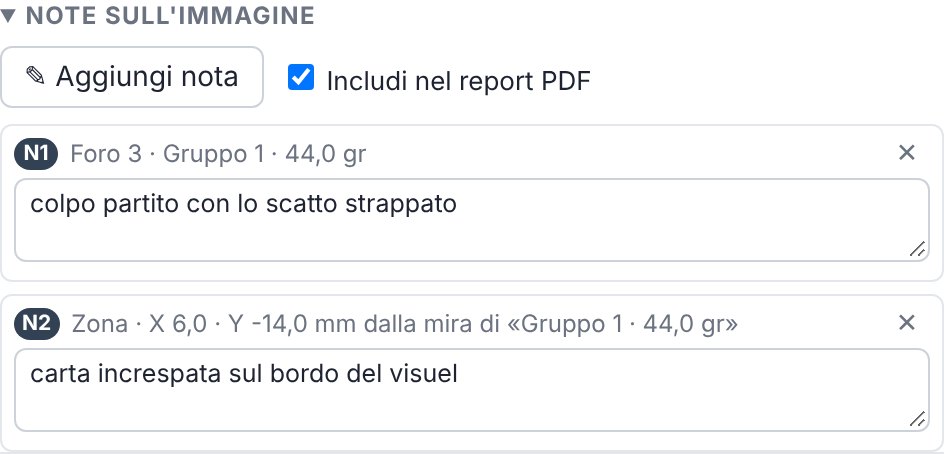 ▼ NOTE SULL'IMMAGINE
✎ Aggiungi nota
Includi nel report PDF
N1 Foro 3 · Gruppo 1 · 44,0 gr ×
colpo partito con lo scatto strappato
N2 Zona · X 6,0 · Y -14,0 mm dalla mira di «Gruppo 1 · 44,0 gr» ×
carta increspata sul bordo del visuel